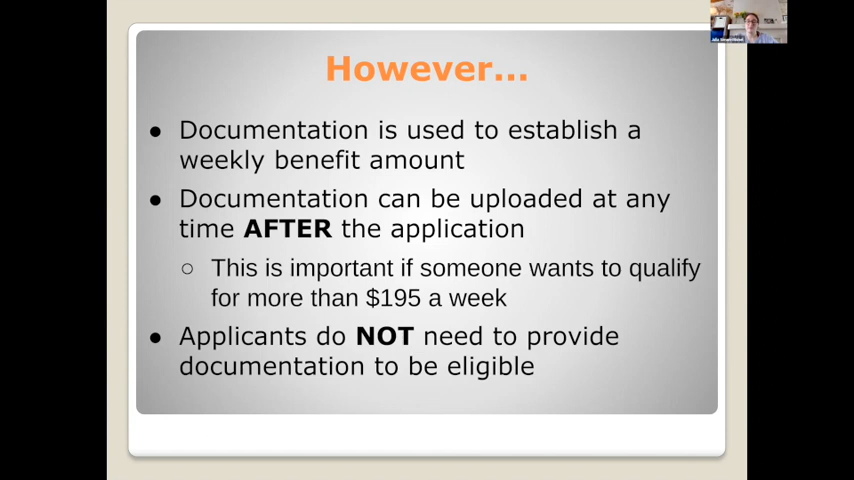 However...
● Documentation is used to establish a
weekly benefit amount
● Documentation can be uploaded at any
time AFTER the application
○ This is important if someone wants to qualify
for more than $195 a week
● Applicants do NOT need to provide
documentation to be eligible